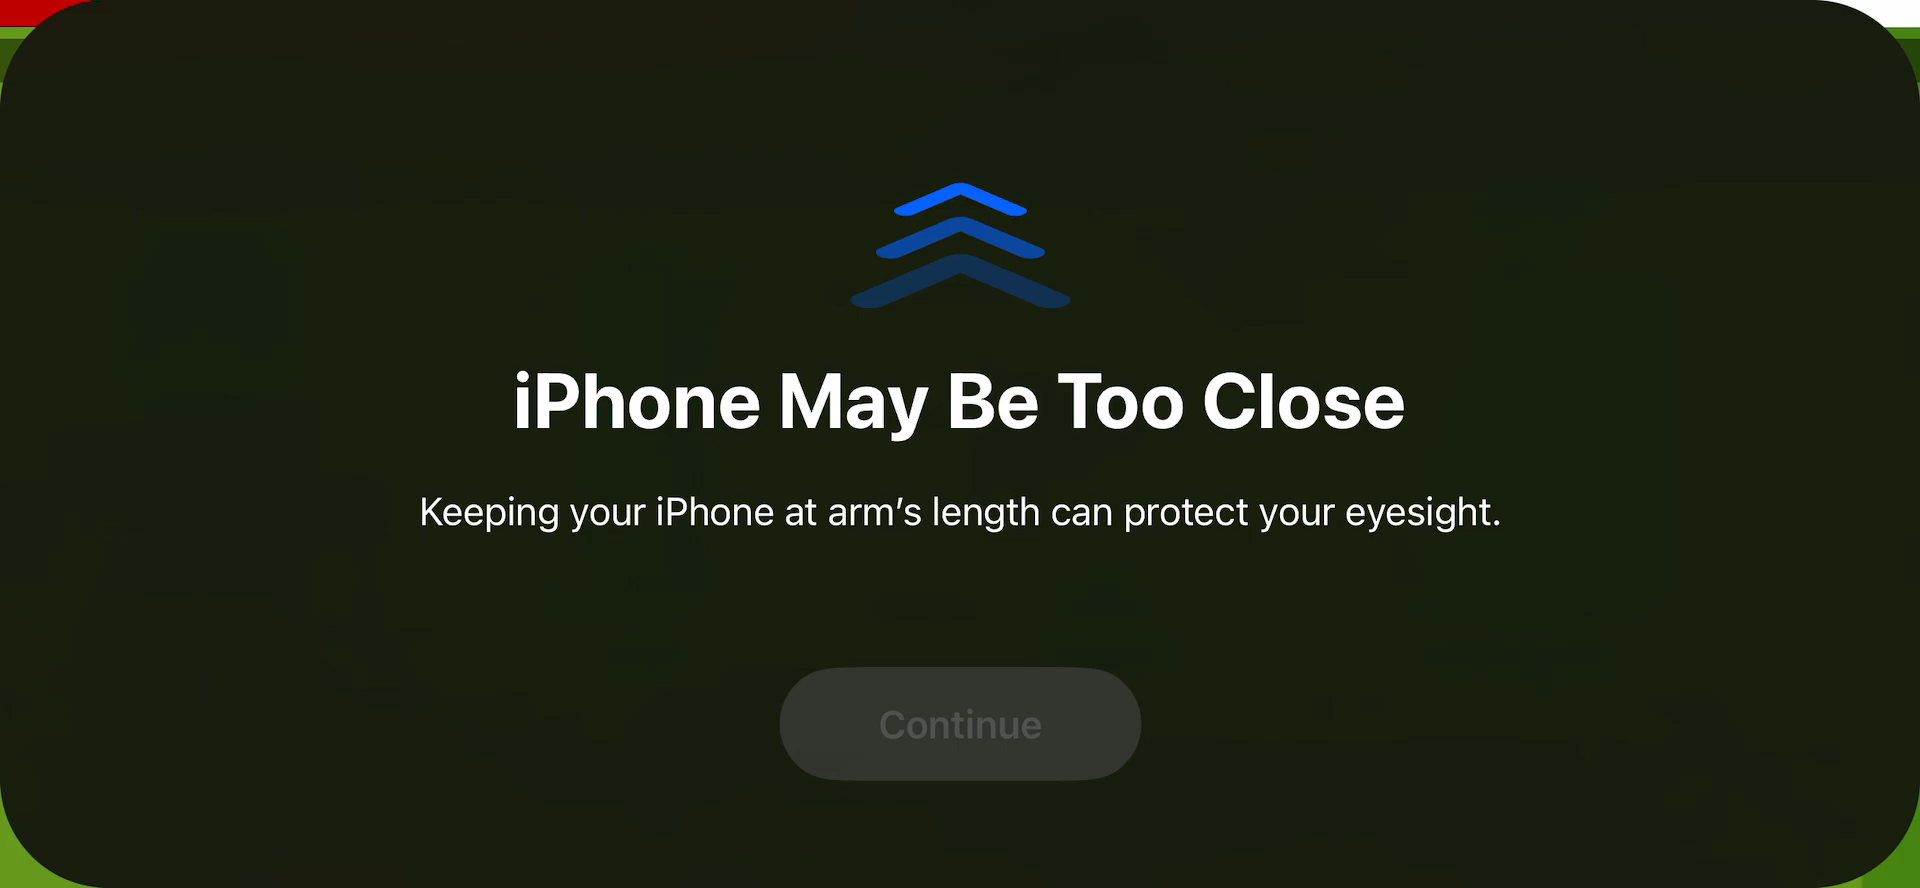 iPhone May Be Too Close
Keeping your iPhone at arm’s length can protect your eyesight.
Continue